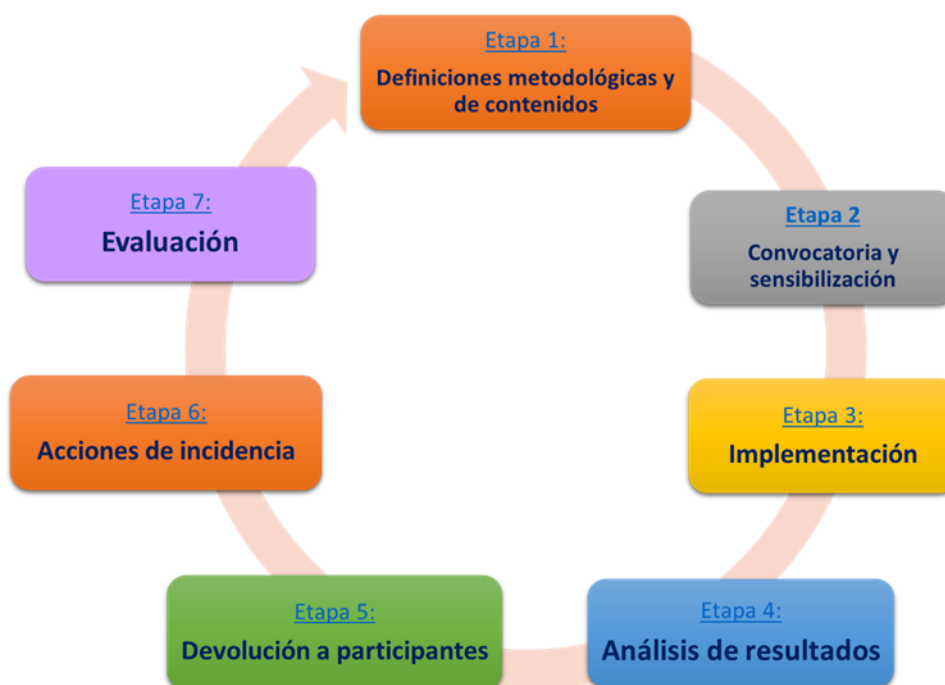 Etapa 1:
Definiciones metodológicas y
de contenidos
Etapa 2
Convocatoria y
sensibilización
Etapa 3:
Implementación
Etapa 4:
Análisis de resultados
Etapa 5:
Devolución a participantes
Etapa 6:
Acciones de incidencia
Etapa 7:
Evaluación